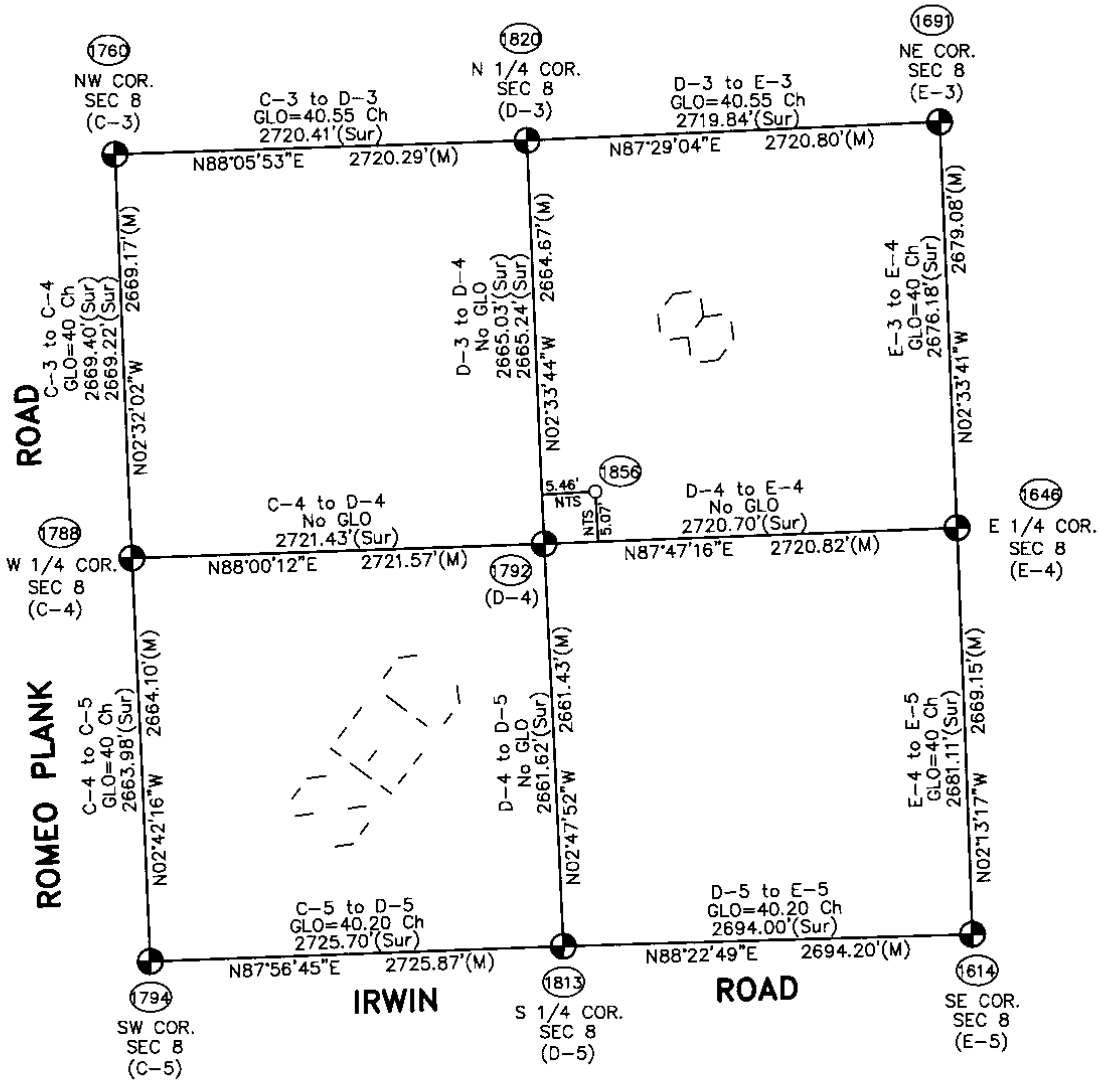 1760
NW COR.
SEC 8
(C-3)
C-3 to D-3
GLO=40.55 Ch
2720.41'(Sur)
N88°05'53"E 2720.29'(M)
1820
N 1/4 COR.
SEC 8
(D-3)
D-3 to E-3
GLO=40.55 Ch
2719.84'(Sur)
N87°29'04"E 2720.80'(M)
1691
NE COR.
SEC 8
(E-3)
ROAD
C-3 to C-4
GLO=40 Ch
2669.40'(Sur)
2669.22'(Sur)
N02°32'02"W 2669.17'(M)
D-3 to D-4
No GLO
2665.03'(Sur)
2665.24'(Sur)
N02°33'44"W 2664.67'(M)
E-3 to E-4
GLO=40 Ch
2676.18'(Sur)
N02°33'41"W 2679.08'(M)
1788
W 1/4 COR.
SEC 8
(C-4)
C-4 to D-4
No GLO
2721.43'(Sur)
N88°00'12"E 2721.57'(M)
1792
(D-4)
5.46'
NTS
1856
NTS
5.07'
D-4 to E-4
No GLO
2720.70'(Sur)
N87°47'16"E 2720.82'(M)
1646
E 1/4 COR.
SEC 8
(E-4)
ROMEO PLANK
C-4 to C-5
GLO=40 Ch
2663.98'(Sur)
N02°42'16"W 2664.10'(M)
D-4 to D-5
No GLO
2661.62'(Sur)
N02°47'52"W 2661.43'(M)
E-4 to E-5
GLO=40 Ch
2681.11'(Sur)
N02°13'17"W 2669.15'(M)
C-5 to D-5
GLO=40.20 Ch
2725.70'(Sur)
N87°56'45"E 2725.87'(M)
D-5 to E-5
GLO=40.20 Ch
2694.00'(Sur)
N88°22'49"E 2694.20'(M)
1794
SW COR.
SEC 8
(C-5)
IRWIN
1813
S 1/4 COR.
SEC 8
(D-5)
ROAD
1614
SE COR.
SEC 8
(E-5)